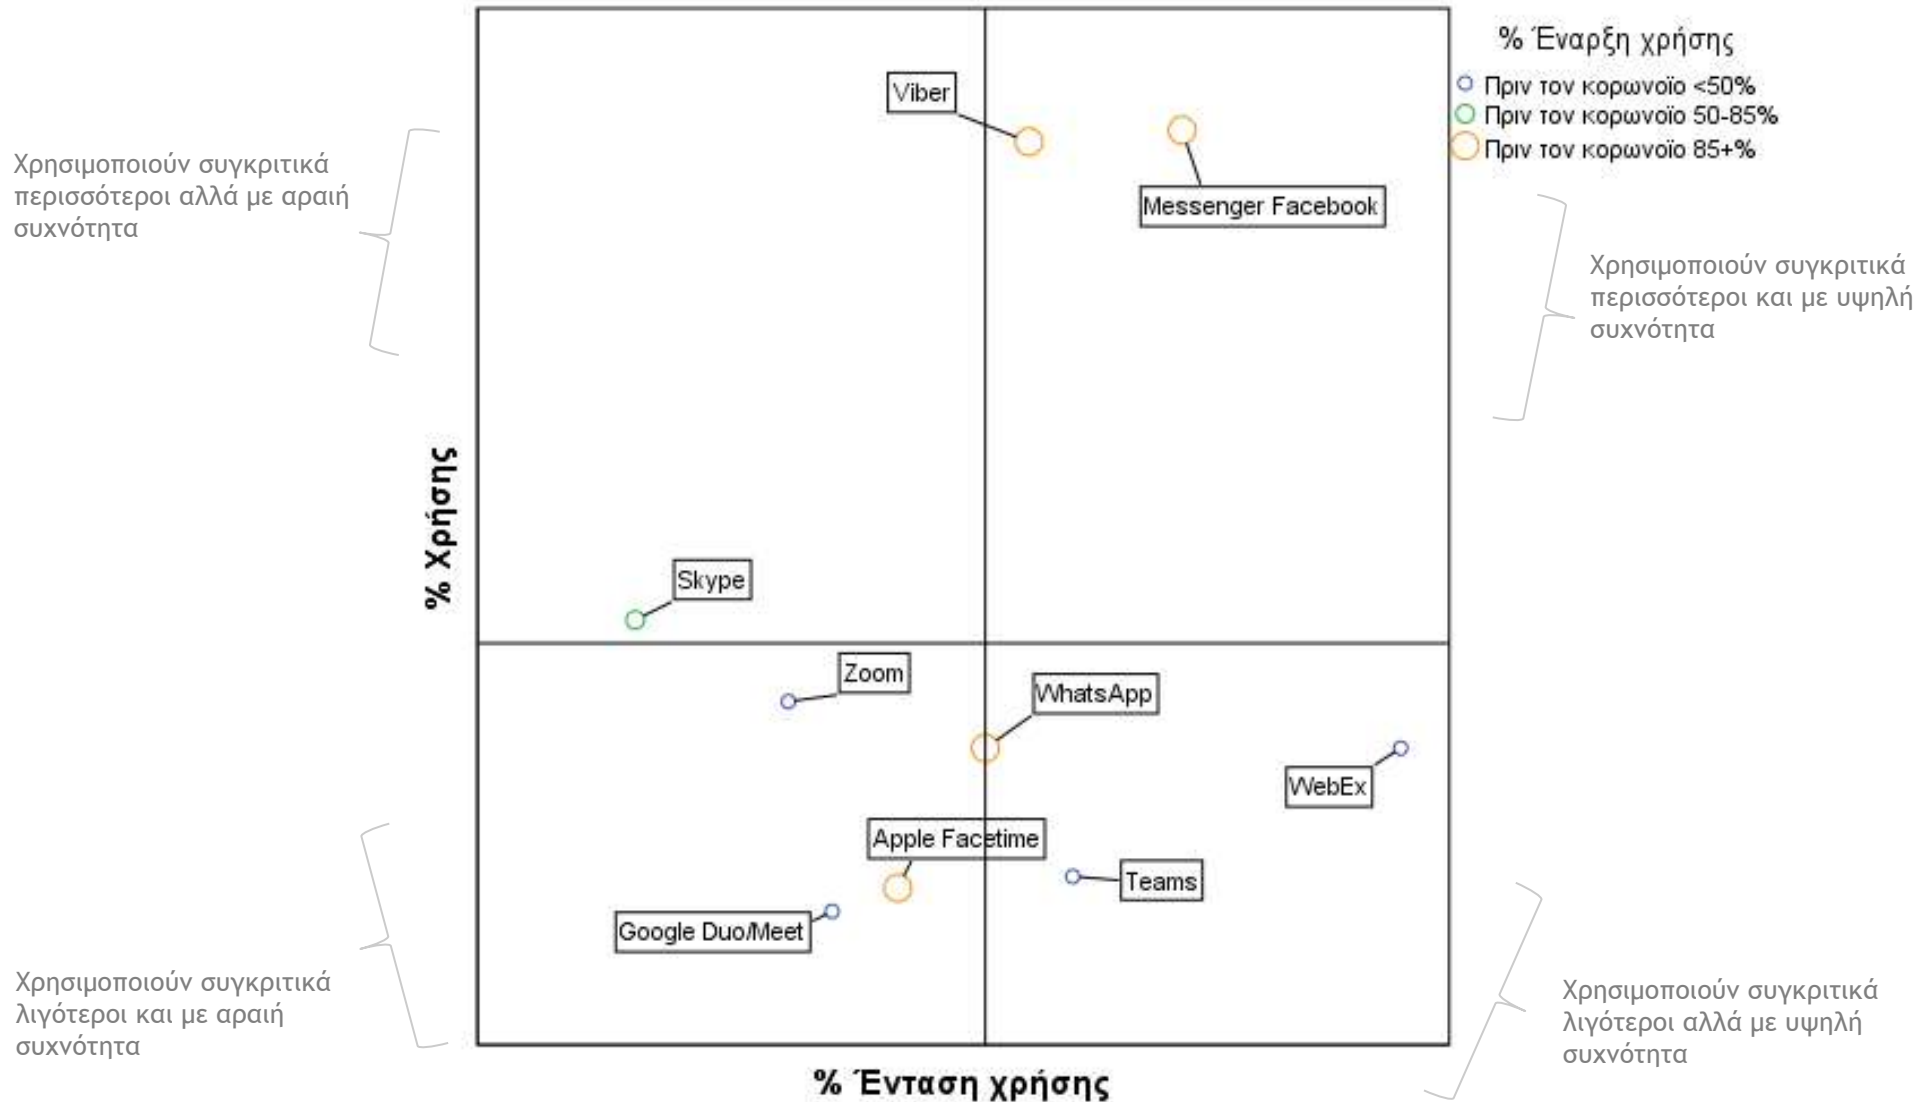 % Έναρξη χρήσης
Πριν τον κορωνοϊο <50%
Πριν τον κορωνοϊο 50-85%
Πριν τον κορωνοϊο 85+%
Viber
Messenger Facebook
Χρησιμοποιούν συγκριτικά
περισσότεροι αλλά με αραιή
συχνότητα
Χρησιμοποιούν συγκριτικά
περισσότεροι και με υψηλή
συχνότητα
% Χρήσης
Skype
Zoom
WhatsApp
WebEx
Apple Facetime
Teams
Google Duo/Meet
Χρησιμοποιούν συγκριτικά
λιγότεροι και με αραιή
συχνότητα
Χρησιμοποιούν συγκριτικά
λιγότεροι αλλά με υψηλή
συχνότητα
% Ένταση χρήσης